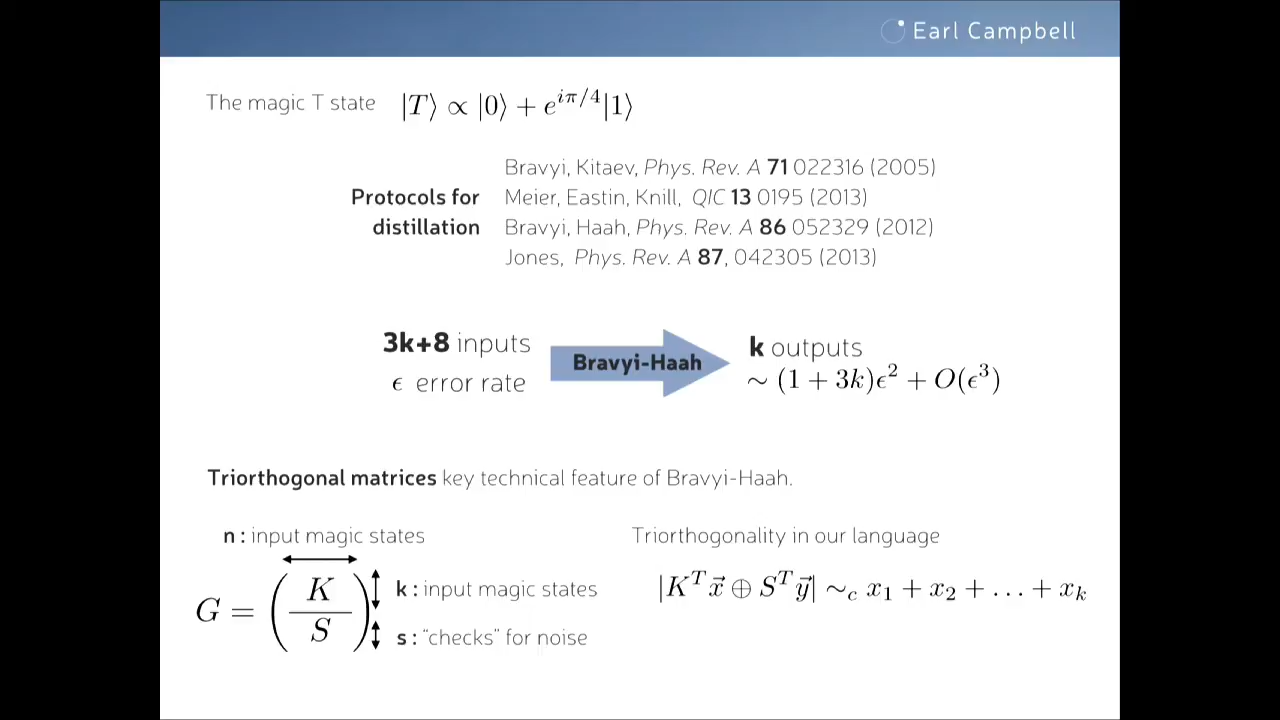 Earl Campbell
The magic T state |T⟩ ∝ |0⟩ + e^{iπ/4}|1⟩
Bravyi, Kitaev, Phys. Rev. A 71 022316 (2005)
Protocols for Meier, Eastin, Knill, QIC 13 0195 (2013)
distillation Bravyi, Haah, Phys. Rev. A 86 052329 (2012)
Jones, Phys. Rev. A 87, 042305 (2013)
3k+8 inputs
ϵ error rate
Bravyi-Haah
k outputs
∼ (1 + 3k)ϵ² + O(ϵ³)
Triorthogonal matrices key technical feature of Bravyi-Haah.
n : input magic states
G = (K / S)
k : input magic states
s : “checks” for noise
Triorthogonality in our language
|K^T x⃗ ⊕ S^T y⃗| ∼_c x₁ + x₂ + … + x_k